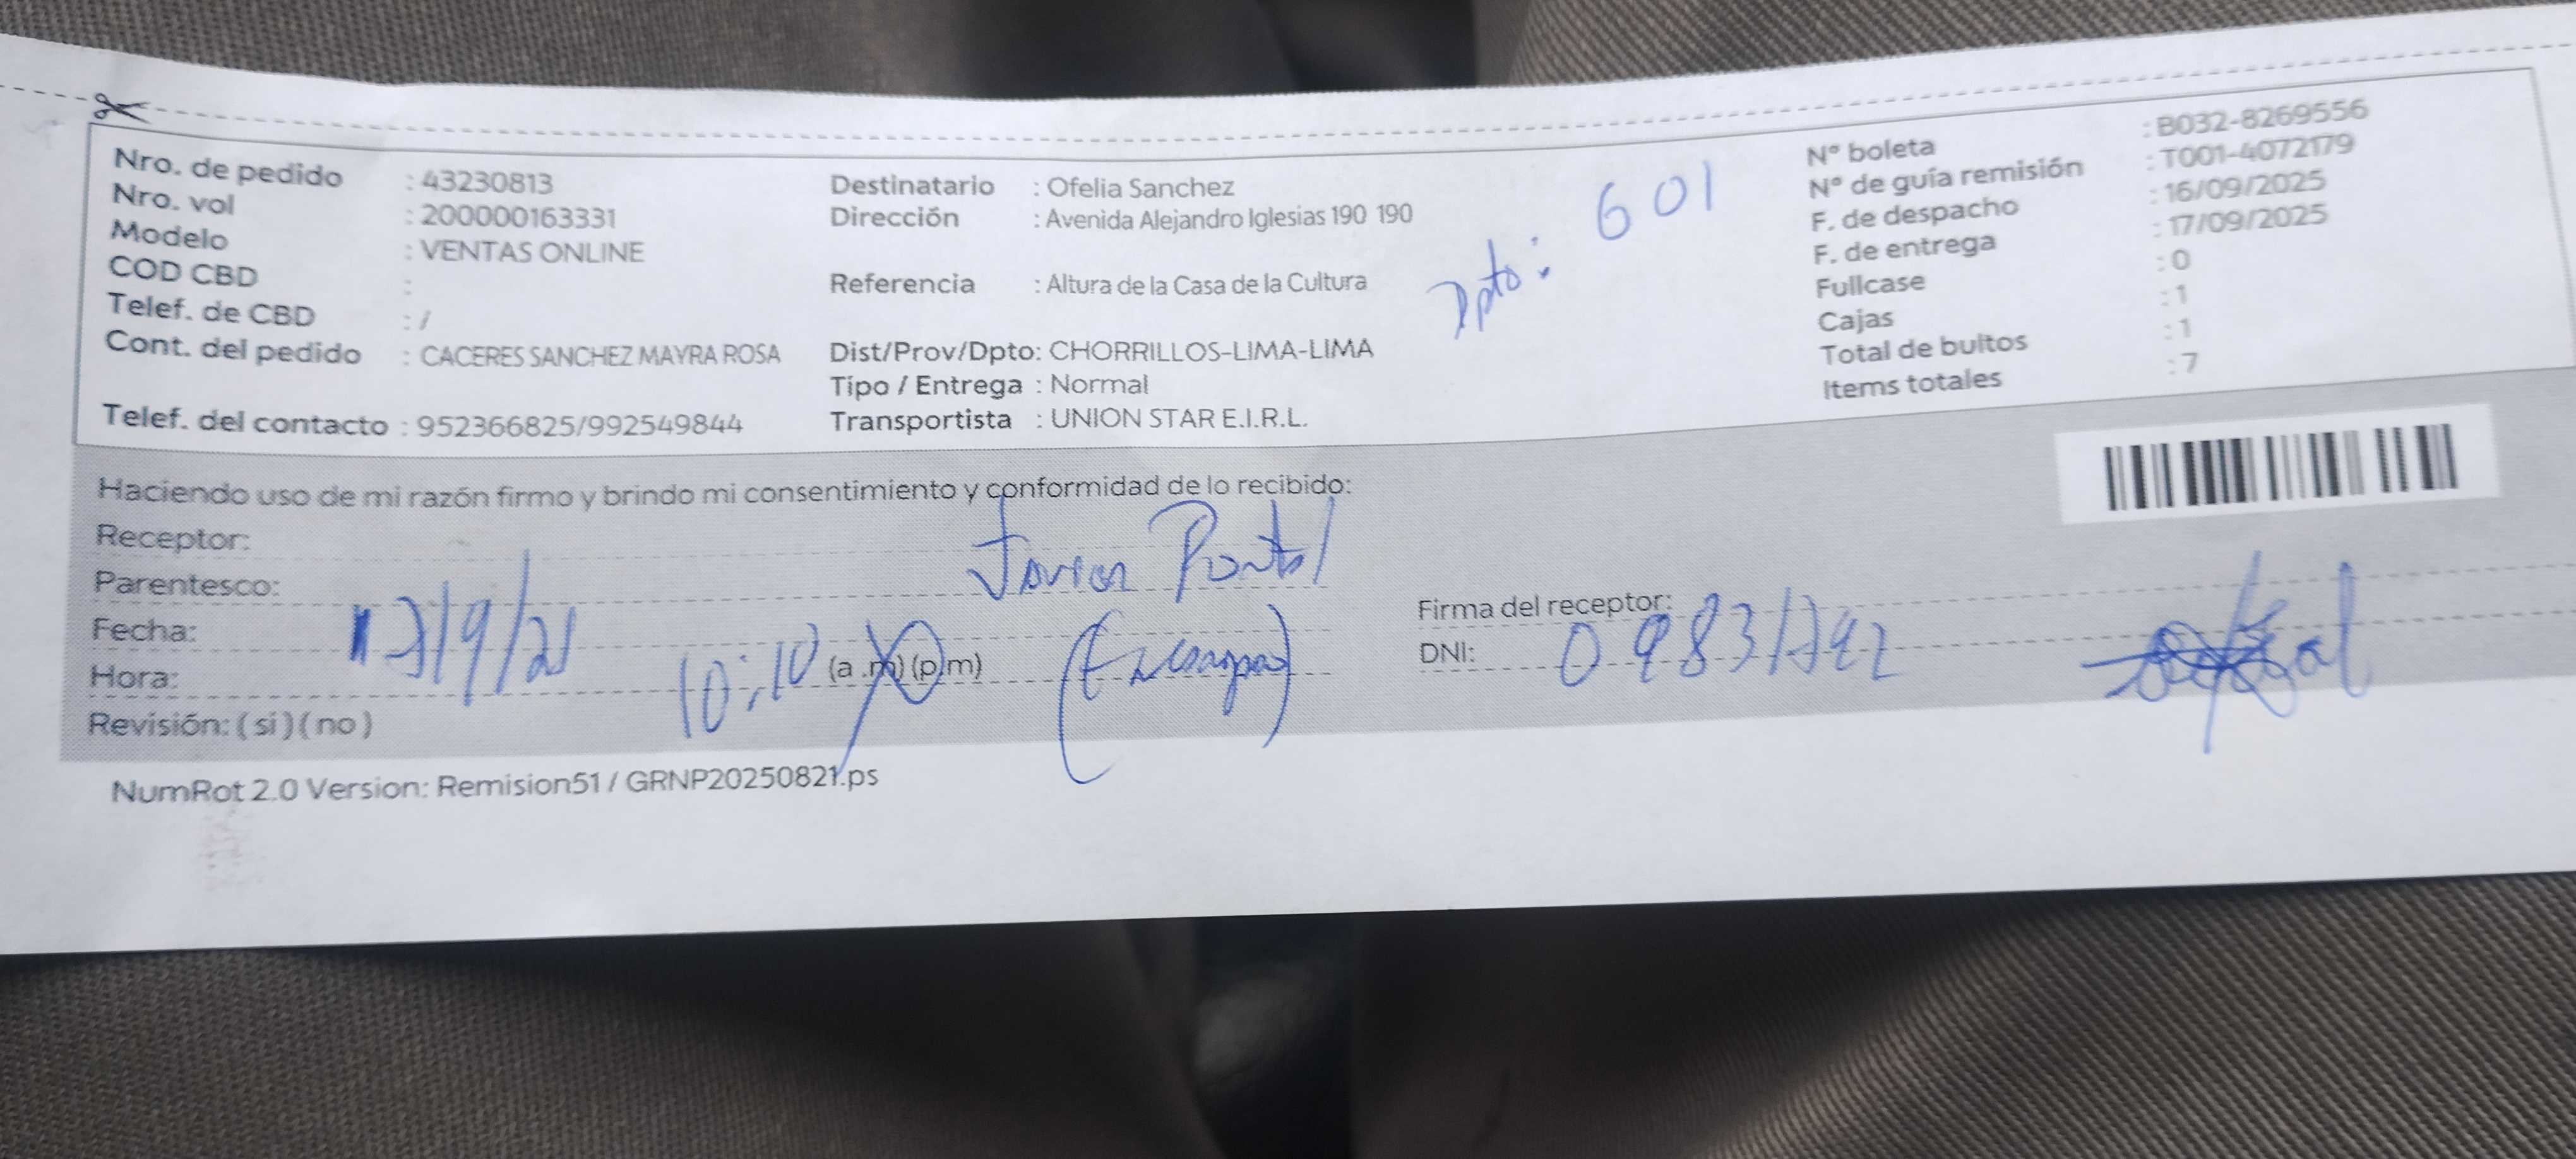 Nro. de pedido : 43230813
Nro. vol : 200000163331
Modelo : VENTAS ONLINE
COD CBD :
Telef. de CBD : /
Cont. del pedido : CACERES SANCHEZ MAYRA ROSA
Telef. del contacto : 952366825/992549844
Destinatario : Ofelia Sanchez
Dirección : Avenida Alejandro Iglesias 190 190
Referencia : Altura de la Casa de la Cultura
Dist/Prov/Dpto: CHORRILLOS-LIMA-LIMA
Tipo / Entrega : Normal
Transportista : UNION STAR E.I.R.L.
Dpto: 601
N° boleta : B032-8269556
N° de guía remisión : T001-4072179
F. de despacho : 16/09/2025
F. de entrega : 17/09/2025
Fullcase : 0
Cajas : 1
Total de bultos : 1
Items totales : 7
Haciendo uso de mi razón firmo y brindo mi consentimiento y conformidad de lo recibido:
Receptor:
Parentesco:
Fecha: 17/9/
Hora: 10:10 (a.m) (p.m)
Revisión: (si) (no)
Firma del receptor:
DNI:
NumRot 2.0 Version: Remision51 / GRNP20250821.ps